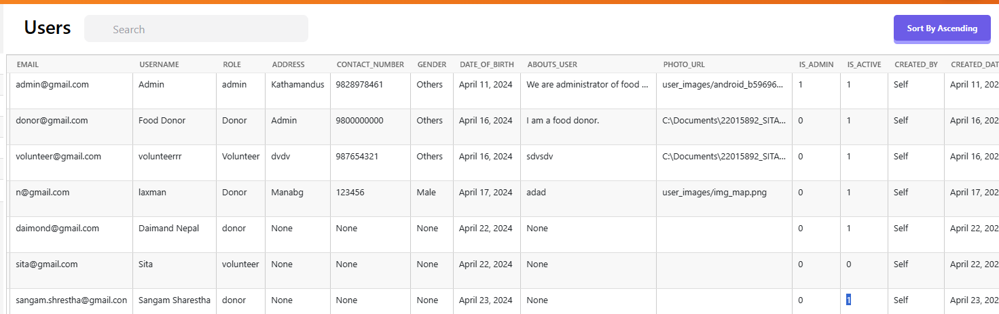 Users Search Sort By Ascending
EMAIL USERNAME ROLE ADDRESS CONTACT_NUMBER GENDER DATE_OF_BIRTH ABOUTS_USER PHOTO_URL IS_ADMIN IS_ACTIVE CREATED_BY CREATED_DAT
admin@gmail.com Admin admin Kathamandus 9828978461 Others April 11, 2024 We are administrator of food ... user_images/android_b59696... 1 1 Self April 11, 202
donor@gmail.com Food Donor Donor Admin 9800000000 Others April 16, 2024 I am a food donor. C:\Documents\22015892_SITA... 0 1 Self April 16, 202
volunteer@gmail.com volunteerrr Volunteer dvdv 987654321 Others April 16, 2024 sdvsdv C:\Documents\22015892_SITA... 0 1 Self April 16, 202
n@gmail.com laxman Donor Manabg 123456 Male April 17, 2024 adad user_images/img_map.png 0 1 Self April 17, 202
daimond@gmail.com Daimand Nepal donor None None None April 22, 2024 None 0 1 Self April 22, 202
sita@gmail.com Sita volunteer None None None April 22, 2024 None 0 0 Self April 22, 202
sangam.shrestha@gmail.con Sangam Sharestha donor None None None April 23, 2024 None 0 1 Self April 23, 202